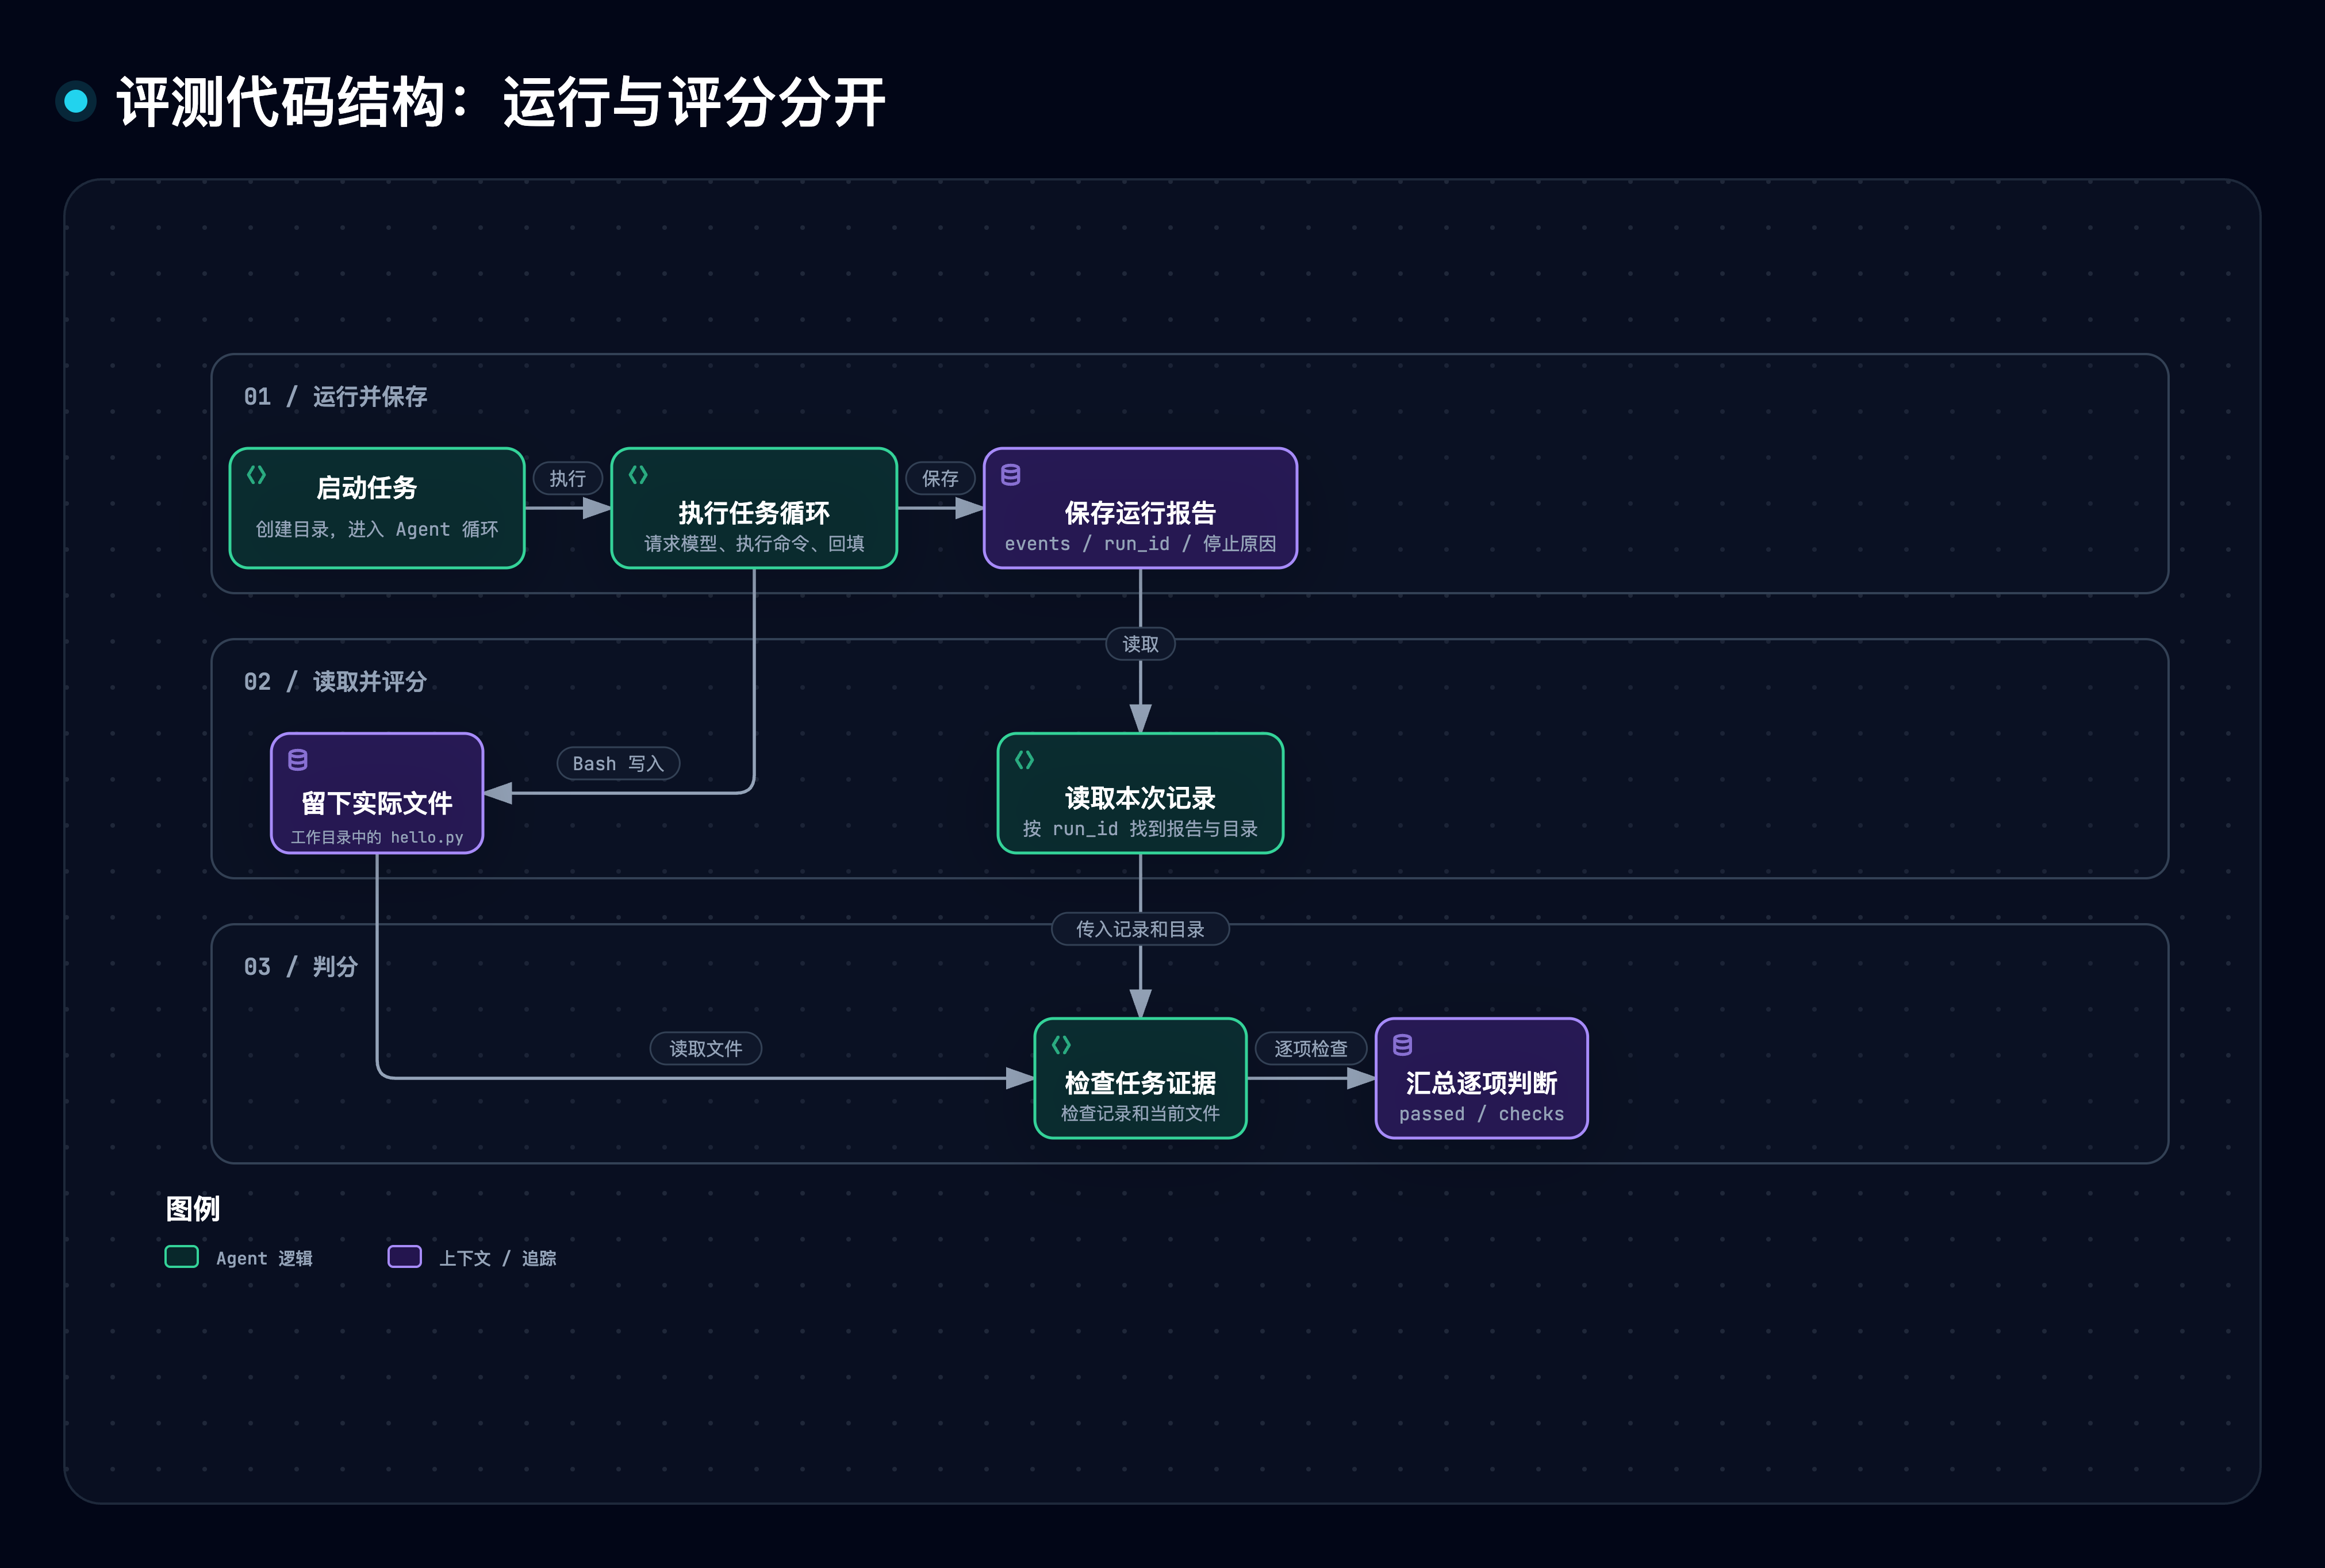 评测代码结构：运行与评分分开
01 / 运行并保存
启动任务
创建目录，进入 Agent 循环
执行
执行任务循环
请求模型、执行命令、回填
保存
保存运行报告
events / run_id / 停止原因
读取
02 / 读取并评分
留下实际文件
工作目录中的 hello.py
Bash 写入
读取本次记录
按 run_id 找到报告与目录
传入记录和目录
03 / 判分
读取文件
检查任务证据
检查记录和当前文件
逐项检查
汇总逐项判断
passed / checks
图例
Agent 逻辑
上下文 / 追踪